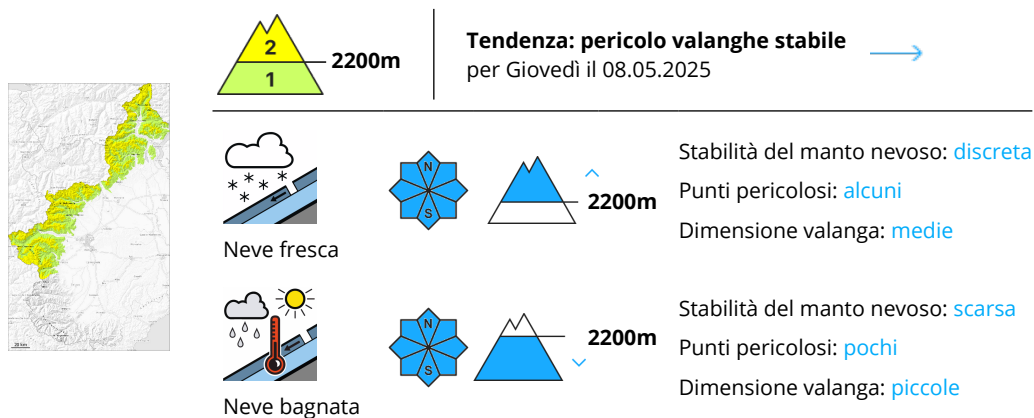 2
1
2200m
Tendenza: pericolo valanghe stabile
per Giovedì il 08.05.2025
20 km
Neve fresca
N
S
2200m
Stabilità del manto nevoso: discreta
Punti pericolosi: alcuni
Dimensione valanga: medie
Neve bagnata
N
S
2200m
Stabilità del manto nevoso: scarsa
Punti pericolosi: pochi
Dimensione valanga: piccole